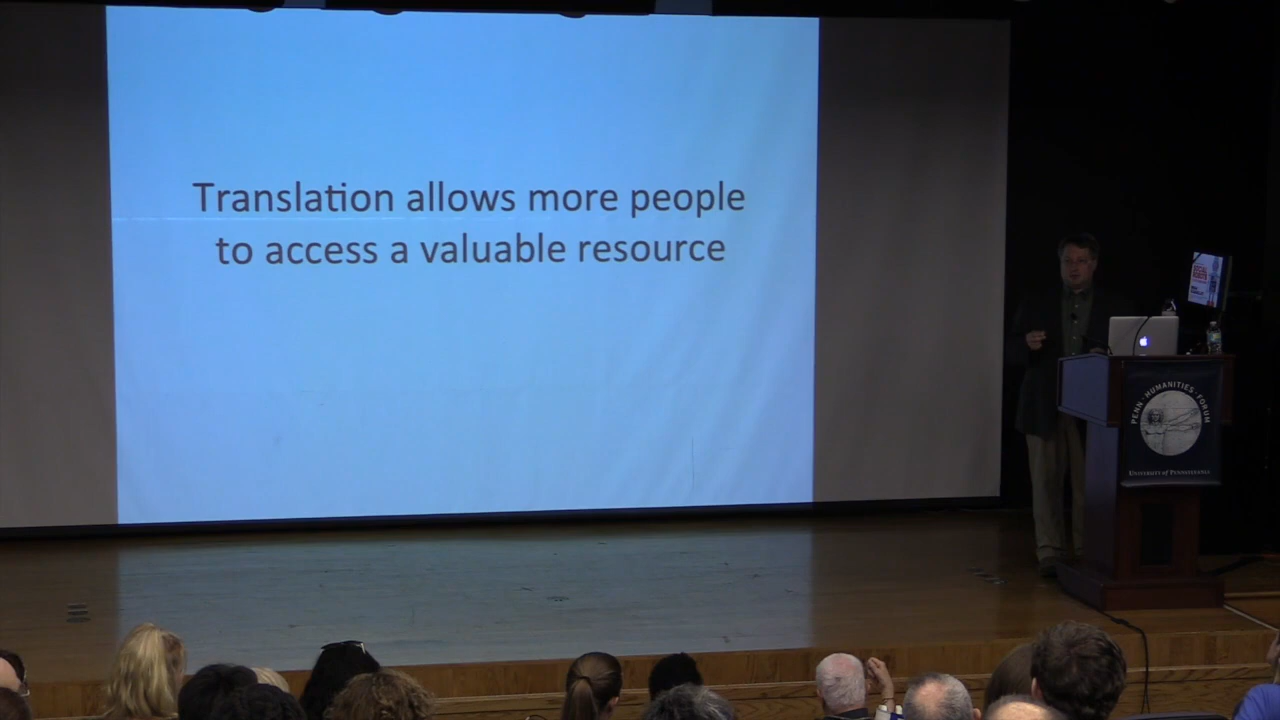 Translation allows more people
to access a valuable resource
PENN · HUMANITIES · FORUM
UNIVERSITY of PENNSYLVANIA